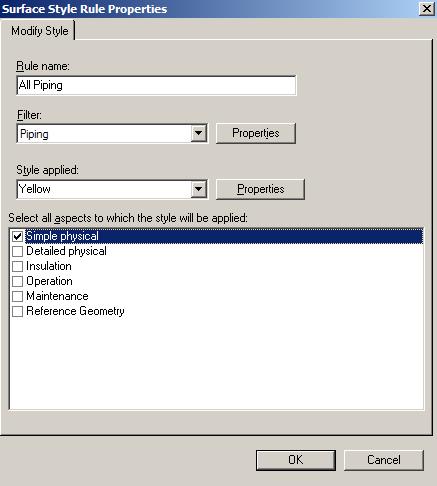 Surface Style Rule Properties
Modify Style
Rule name:
All Piping
Filter:
Piping
Properties
Style applied:
Yellow
Properties
Select all aspects to which the style will be applied:
Simple physical
Detailed physical
Insulation
Operation
Maintenance
Reference Geometry
OK
Cancel